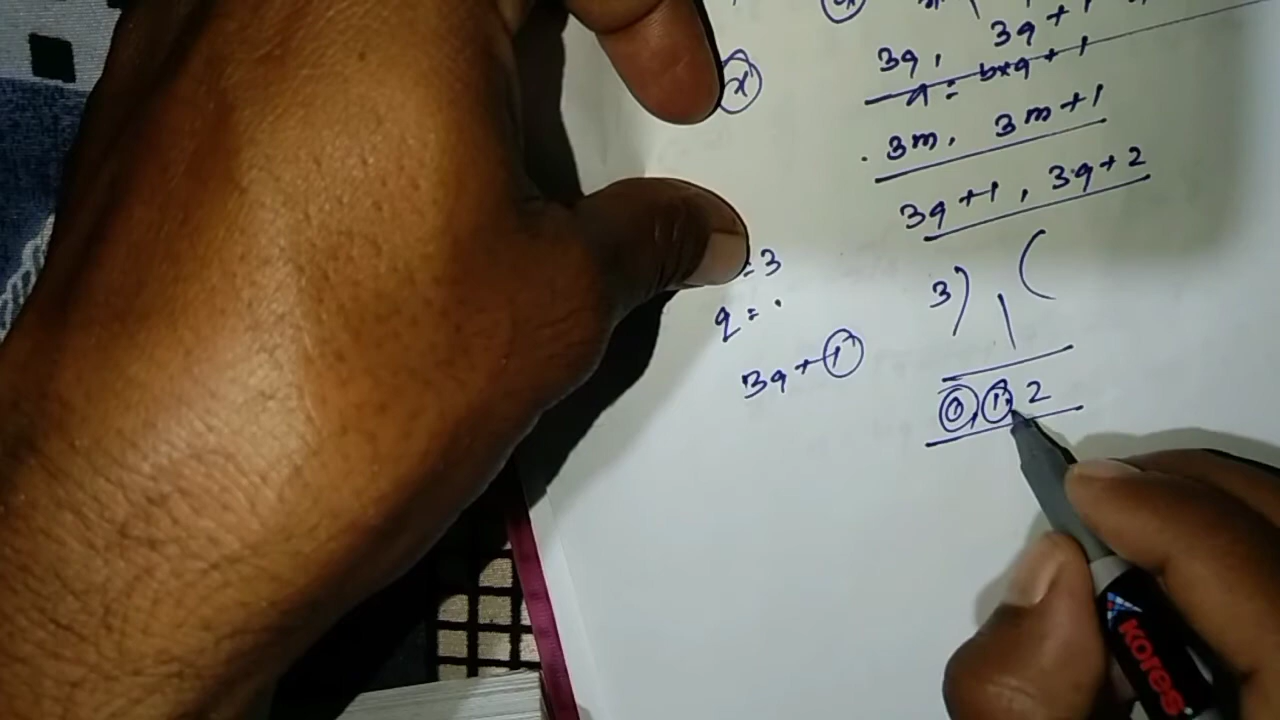 3q, 3q+1
a = b×q+1
x
3m, 3m+1
3q+1, 3q+2
= 3
q = 
3) (
3q+1
0, 1, 2
KORES